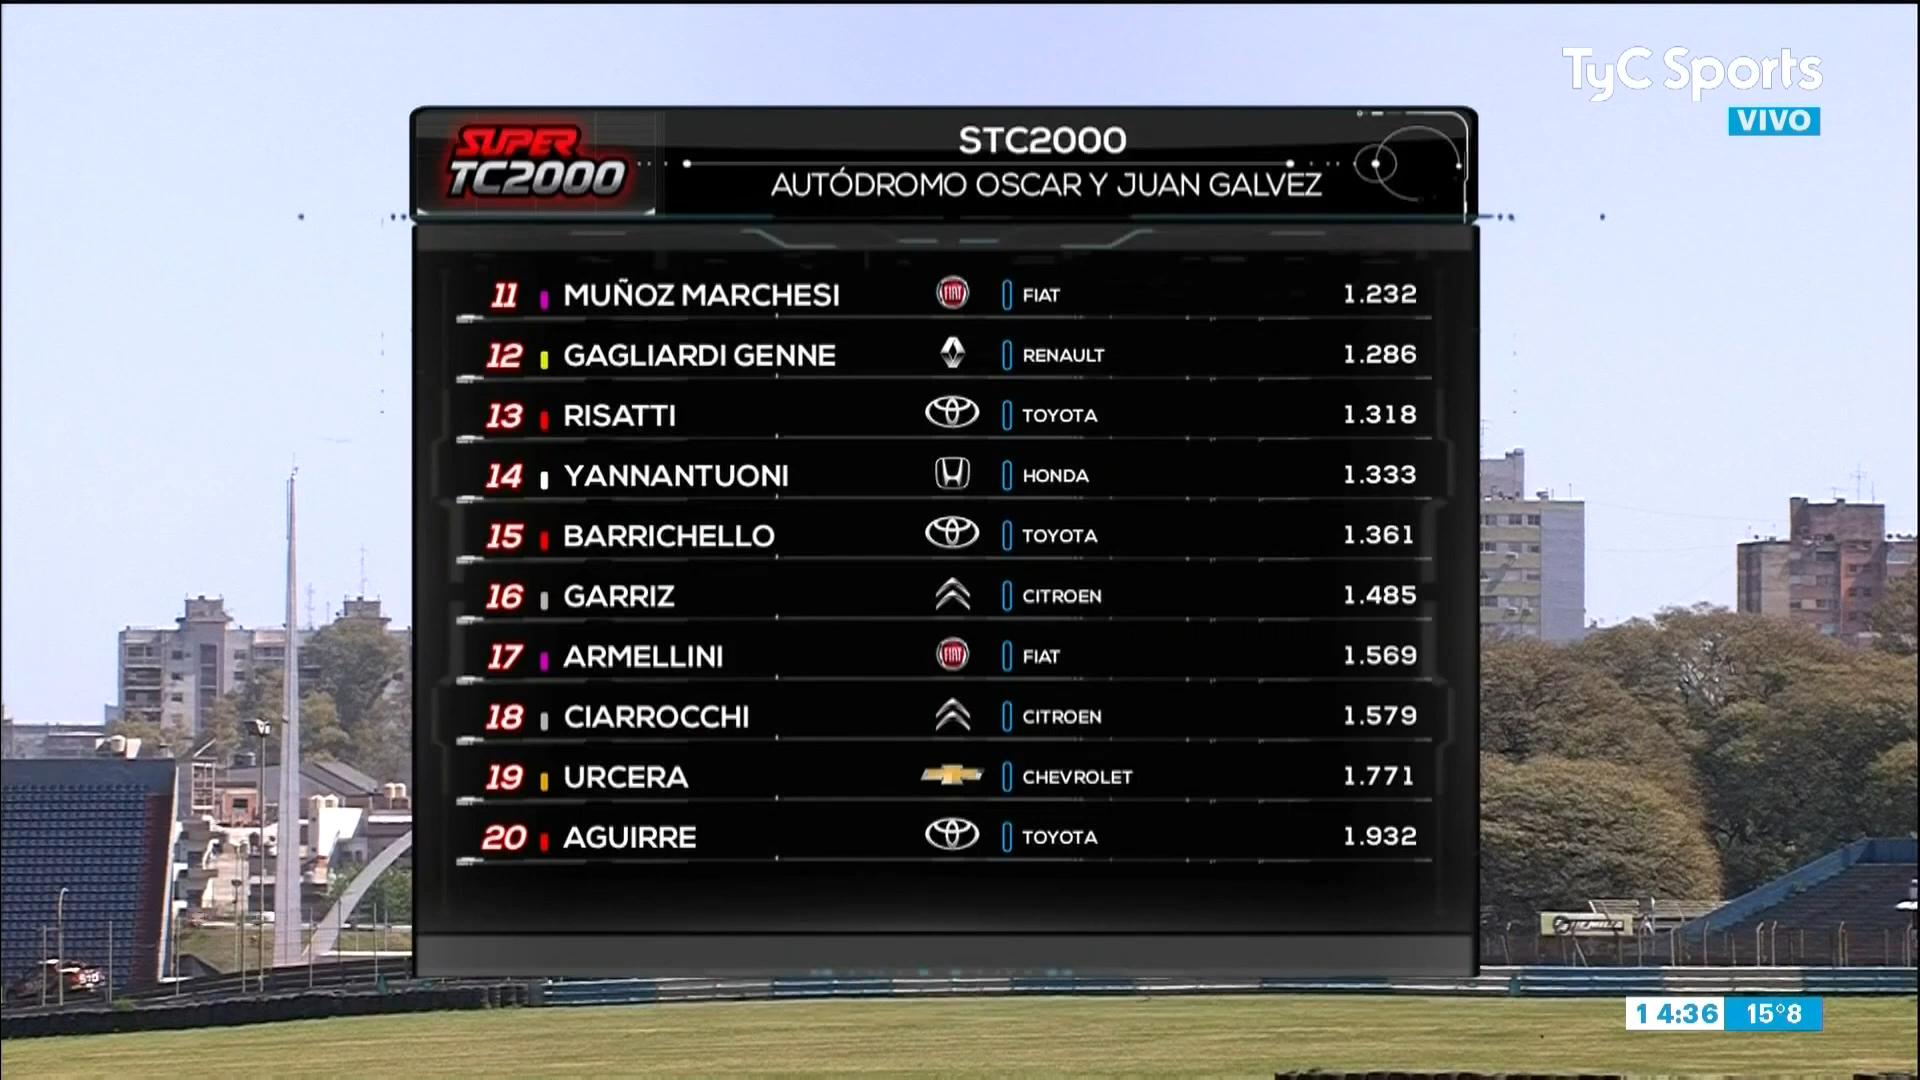 TyC Sports
VIVO
SUPER
TC2000
STC2000
AUTÓDROMO OSCAR Y JUAN GALVEZ
11 MUÑOZ MARCHESI FIAT FIAT 1.232
12 GAGLIARDI GENNE RENAULT 1.286
13 RISATTI TOYOTA 1.318
14 YANNANTUONI HONDA 1.333
15 BARRICHELLO TOYOTA 1.361
16 GARRIZ CITROEN 1.485
17 ARMELLINI FIAT FIAT 1.569
18 CIARROCCHI CITROEN 1.579
19 URCERA CHEVROLET 1.771
20 AGUIRRE TOYOTA 1.932
14:36 15°8